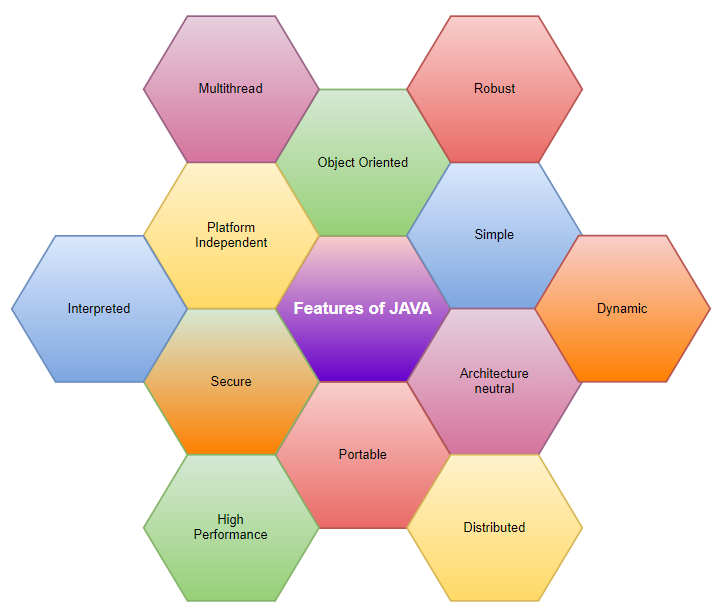 Multithread
Robust
Object Oriented
Platform
Independent
Simple
Interpreted
Features of JAVA
Dynamic
Secure
Architecture
neutral
Portable
High
Performance
Distributed